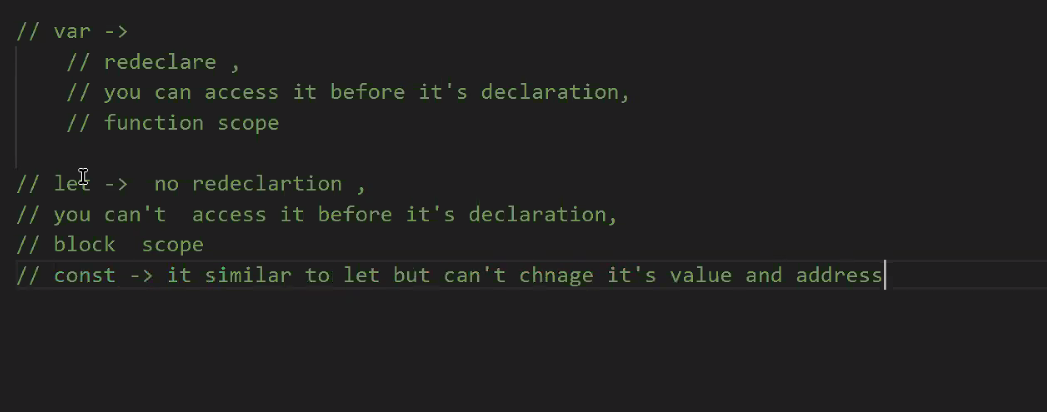 // var ->
// redeclare ,
// you can access it before it's declaration,
// function scope
// let ->  no redeclartion ,
// you can't  access it before it's declaration,
// block  scope
// const -> it similar to let but can't chnage it's value and address